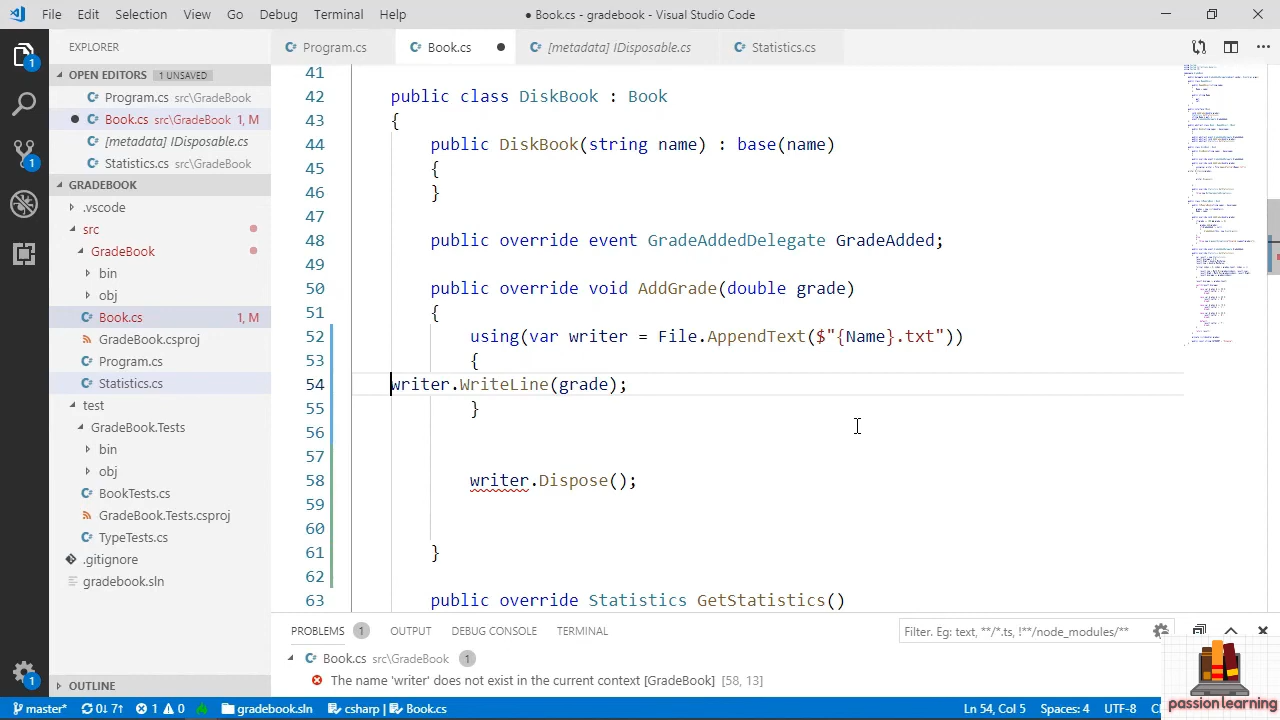 File Edit Selection View Go Debug Terminal Help
● Book.cs - gradebook - Visual Studio Code
EXPLORER
OPEN EDITORS 1 UNSAVED
Program.cs src\GradeBook
Book.cs src\GradeBook 1, M
[metadata] IDisposable.cs
Statistics.cs src\GradeBook
GRADEBOOK
.vscode
src
GradeBook
bin
obj
Book.cs 1, M
GradeBook.csproj
Program.cs
Statistics.cs
test
GradeBook.Tests
bin
obj
BookTests.cs
GradeBook.Tests.csproj
TypeTests.cs
.gitignore
gradebook.sln
OUTLINE
Program.cs
Book.cs ●
[metadata] IDisposable.cs
Statistics.cs
41
42 public class DiskBook : Book
43 {
44 public DiskBook(string name) : base(name)
46
47
48 public override event GradeAddedDelegate GradeAdded;
50 public override void AddGrade(double grade)
51
52 using(var writer = File.AppendText($"{Name}.txt"))
53 {
54 writer.WriteLine(grade);
55 }
56
57
58 writer.Dispose();
59
60
61 }
62
63 public override Statistics GetStatistics()
PROBLEMS 1 OUTPUT DEBUG CONSOLE TERMINAL
Filter. Eg: text, **/*.ts, !**/node_modules/**
Book.cs src\GradeBook 1
The name 'writer' does not exist in the current context [GradeBook] [58, 13]
master* 0↓ 7↑ 1 0 gradebook.sln csharp | Book.cs
Ln 54, Col 5 Spaces: 4 UTF-8
passion learning